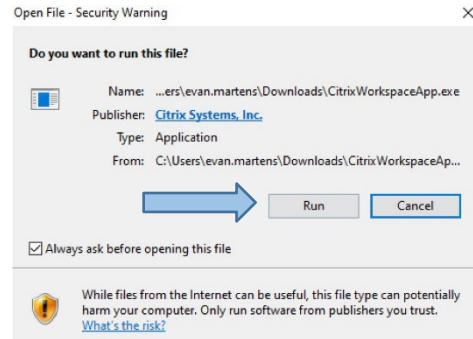 Open File - Security Warning
Do you want to run this file?
Name: ...ers\evan.martens\Downloads\CitrixWorkspaceApp.exe
Publisher: Citrix Systems, Inc.
Type: Application
From: C:\Users\evan.martens\Downloads\CitrixWorkspaceAp...
Run Cancel
Always ask before opening this file
While files from the Internet can be useful, this file type can potentially
harm your computer. Only run software from publishers you trust.
What's the risk?